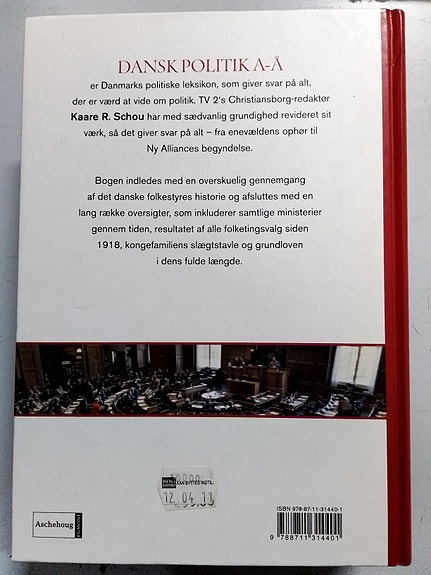 DANSK POLITIK A-Å
er Danmarks politiske leksikon, som giver svar på alt,
der er værd at vide om politik. TV 2's Christiansborg-redaktør
Kaare R. Schou har med sædvanlig grundighed revideret sit
værk, så det giver svar på alt – fra enevældens ophør til
Ny Alliances begyndelse.
Bogen indledes med en overskuelig gennemgang
af det danske folkestyres historie og afsluttes med en
lang række oversigter, som inkluderer samtlige ministerier
gennem tiden, resultatet af alle folketingsvalg siden
1918, kongefamiliens slægtstavle og grundloven
i dens fulde længde.
KAN BYTTES INDTIL:
12. 04 11
Aschehoug
EGMONT
ISBN 978-87-11-31440-1
9 788711 314401